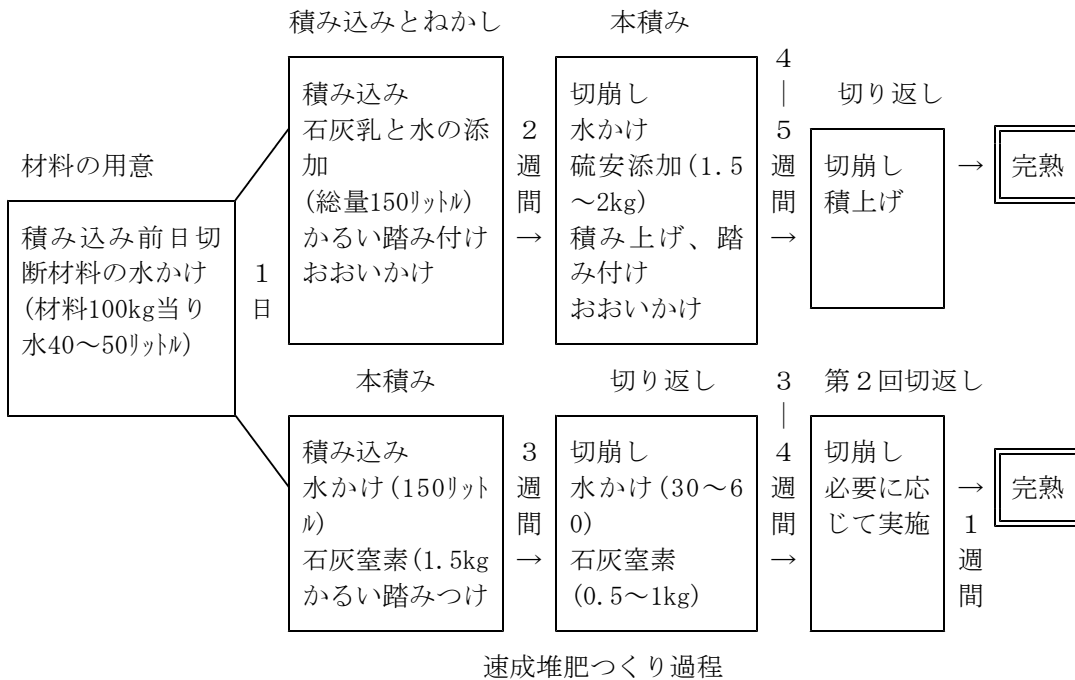 積み込みとねかし
本積み
積み込み
石灰乳と水の添
加
(総量150リットル)
かるい踏み付け
おおいかけ
2
週
間
→
切崩し
水かけ
硫安添加(1.5
～2kg)
積み上げ、踏
み付け
おおいかけ
4
|
5
週
間
→
切り返し
切崩し
積上げ
→
完熟
材料の用意
積み込み前日切
断材料の水かけ
(材料100kg当り
水40～50リットル)
1
日
本積み
積み込み
水かけ(150リット
ル)
石灰窒素(1.5kg
かるい踏みつけ
3
週
間
→
切り返し
切崩し
水かけ(30～6
0)
石灰窒素
(0.5～1kg)
3
|
4
週
間
→
第2回切返し
切崩し
必要に応
じて実施
→
1
週
間
完熟
速成堆肥つくり過程